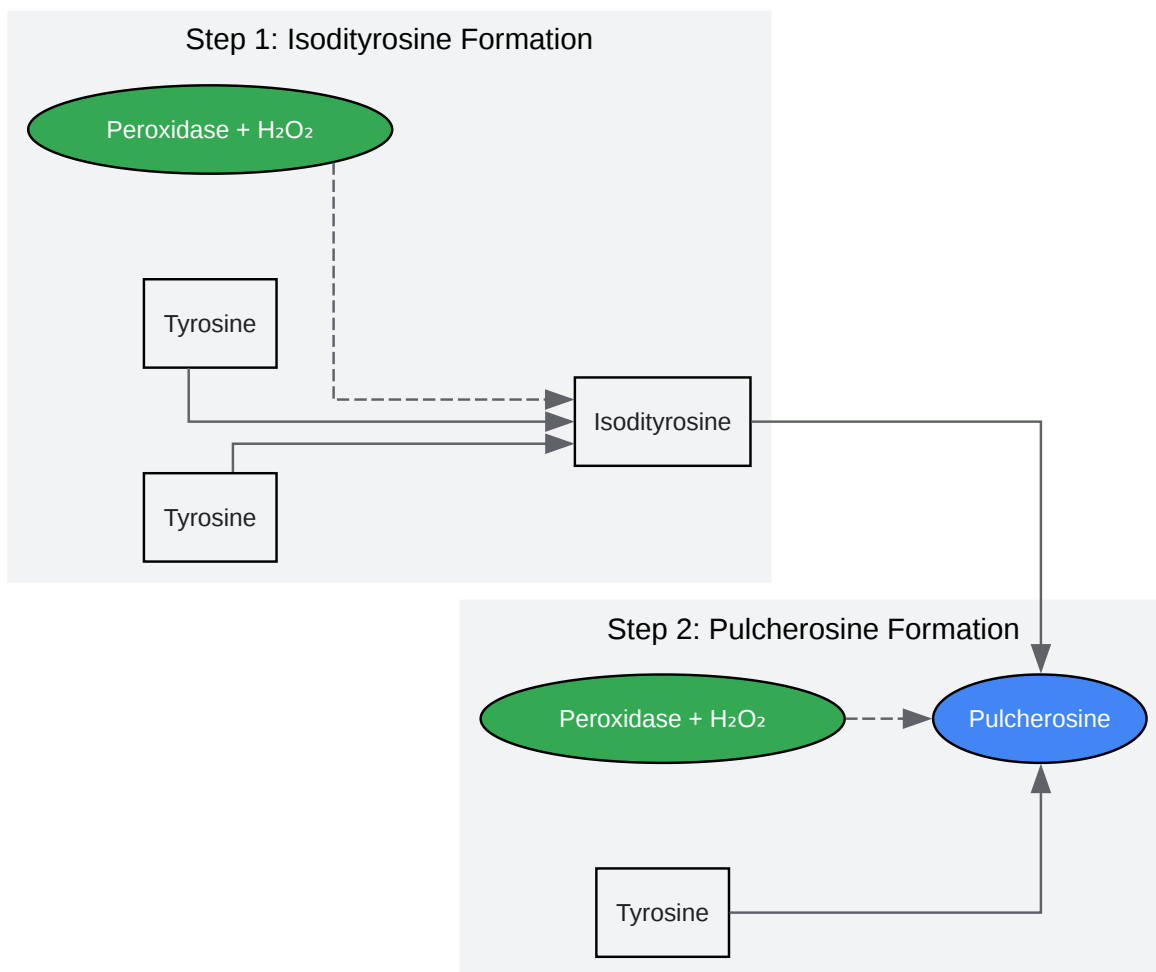 Step 1: Isodityrosine Formation
Peroxidase + H₂O₂
Tyrosine
Isodityrosine
Tyrosine
Step 2: Pulcherosine Formation
Peroxidase + H₂O₂
Pulcherosine
Tyrosine